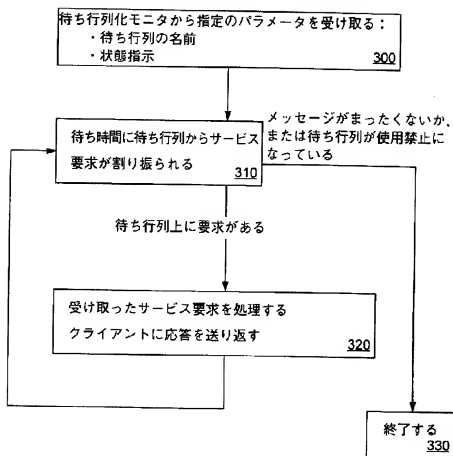 待ち行列化モニタから指定のパラメータを受け取る：
・待ち行列の名前
・状態指示
300
メッセージがまったくないか、
または待ち行列が使用禁止に
なっている
待ち時間に待ち行列からサービス
要求が割り振られる
310
待ち行列上に要求がある
受け取ったサービス要求を処理する
クライアントに応答を送り返す
320
終了する
330